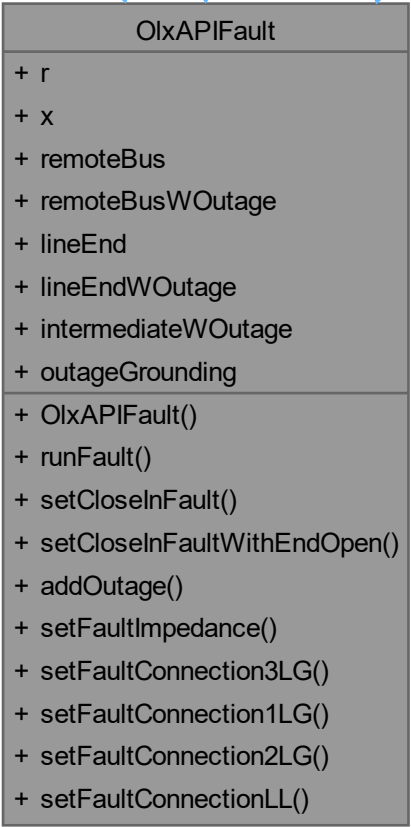 OlxAPIFault
+ r
+ x
+ remoteBus
+ remoteBusWOutage
+ lineEnd
+ lineEndWOutage
+ intermediateWOutage
+ outageGrounding
+ OlxAPIFault()
+ runFault()
+ setCloseInFault()
+ setCloseInFaultWithEndOpen()
+ addOutage()
+ setFaultImpedance()
+ setFaultConnection3LG()
+ setFaultConnection1LG()
+ setFaultConnection2LG()
+ setFaultConnectionLL()